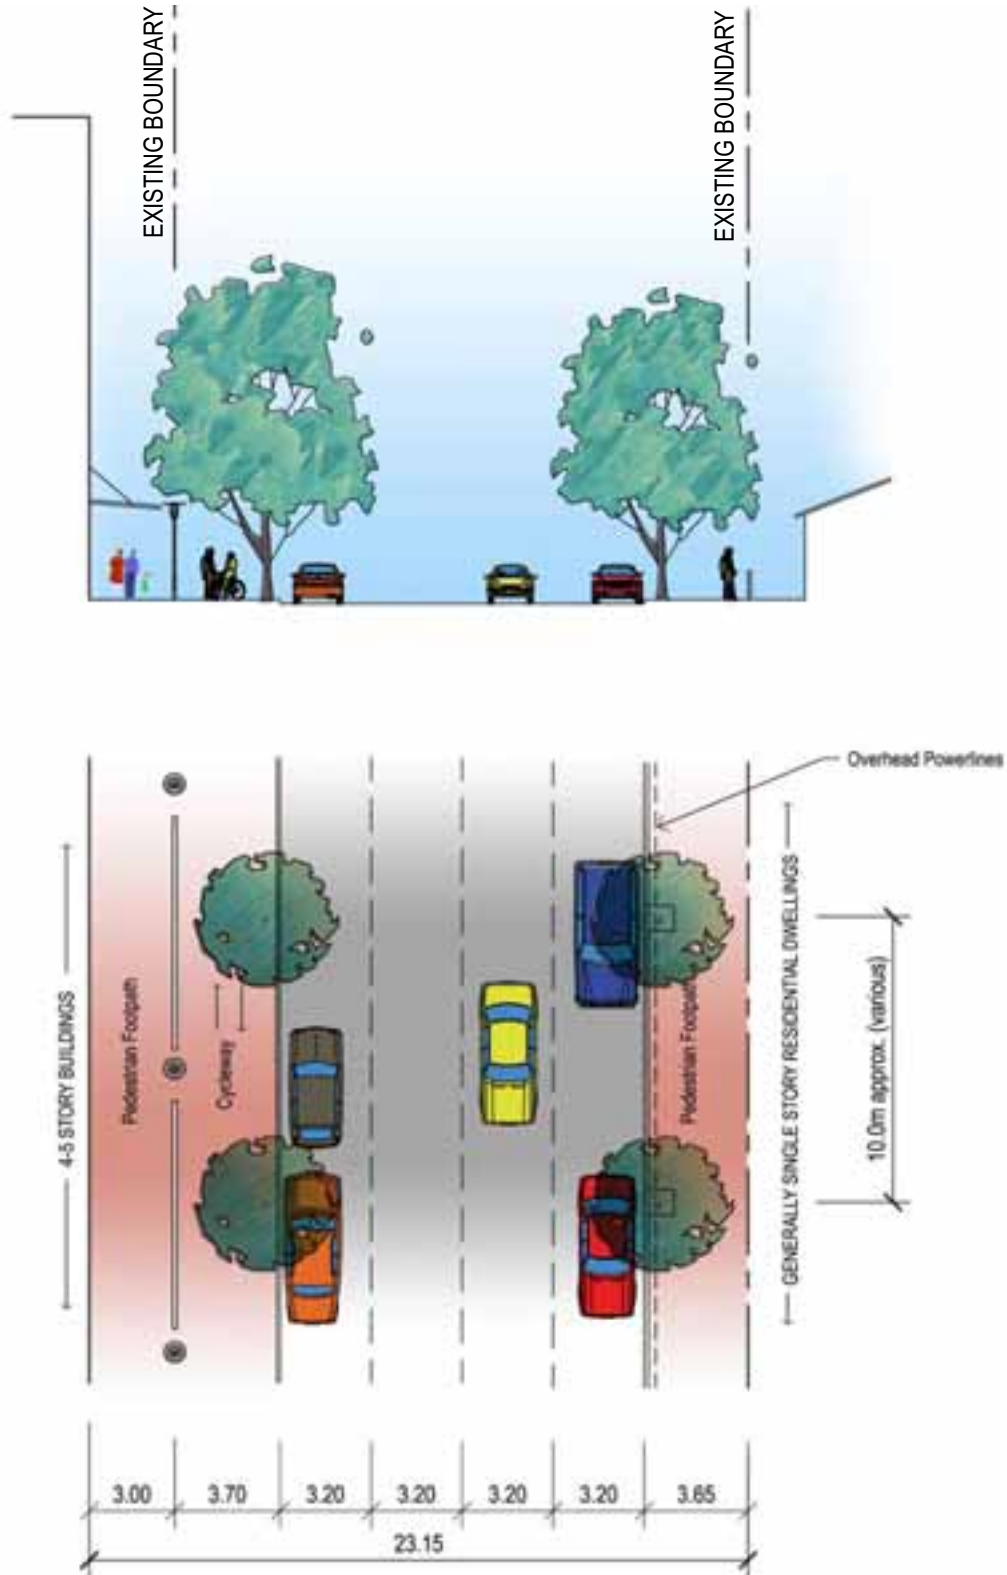 EXISTING BOUNDARY
EXISTING BOUNDARY
Overhead Powerlines
4-5 STORY BUILDINGS
Pedestrian Footpath
Cycleway
Pedestrian Footpath
GENERALLY SINGLE STORY RESIDENTIAL DWELLINGS
10.0m approx. (various)
3.00
3.70
3.20
3.20
3.20
3.20
3.65
23.15